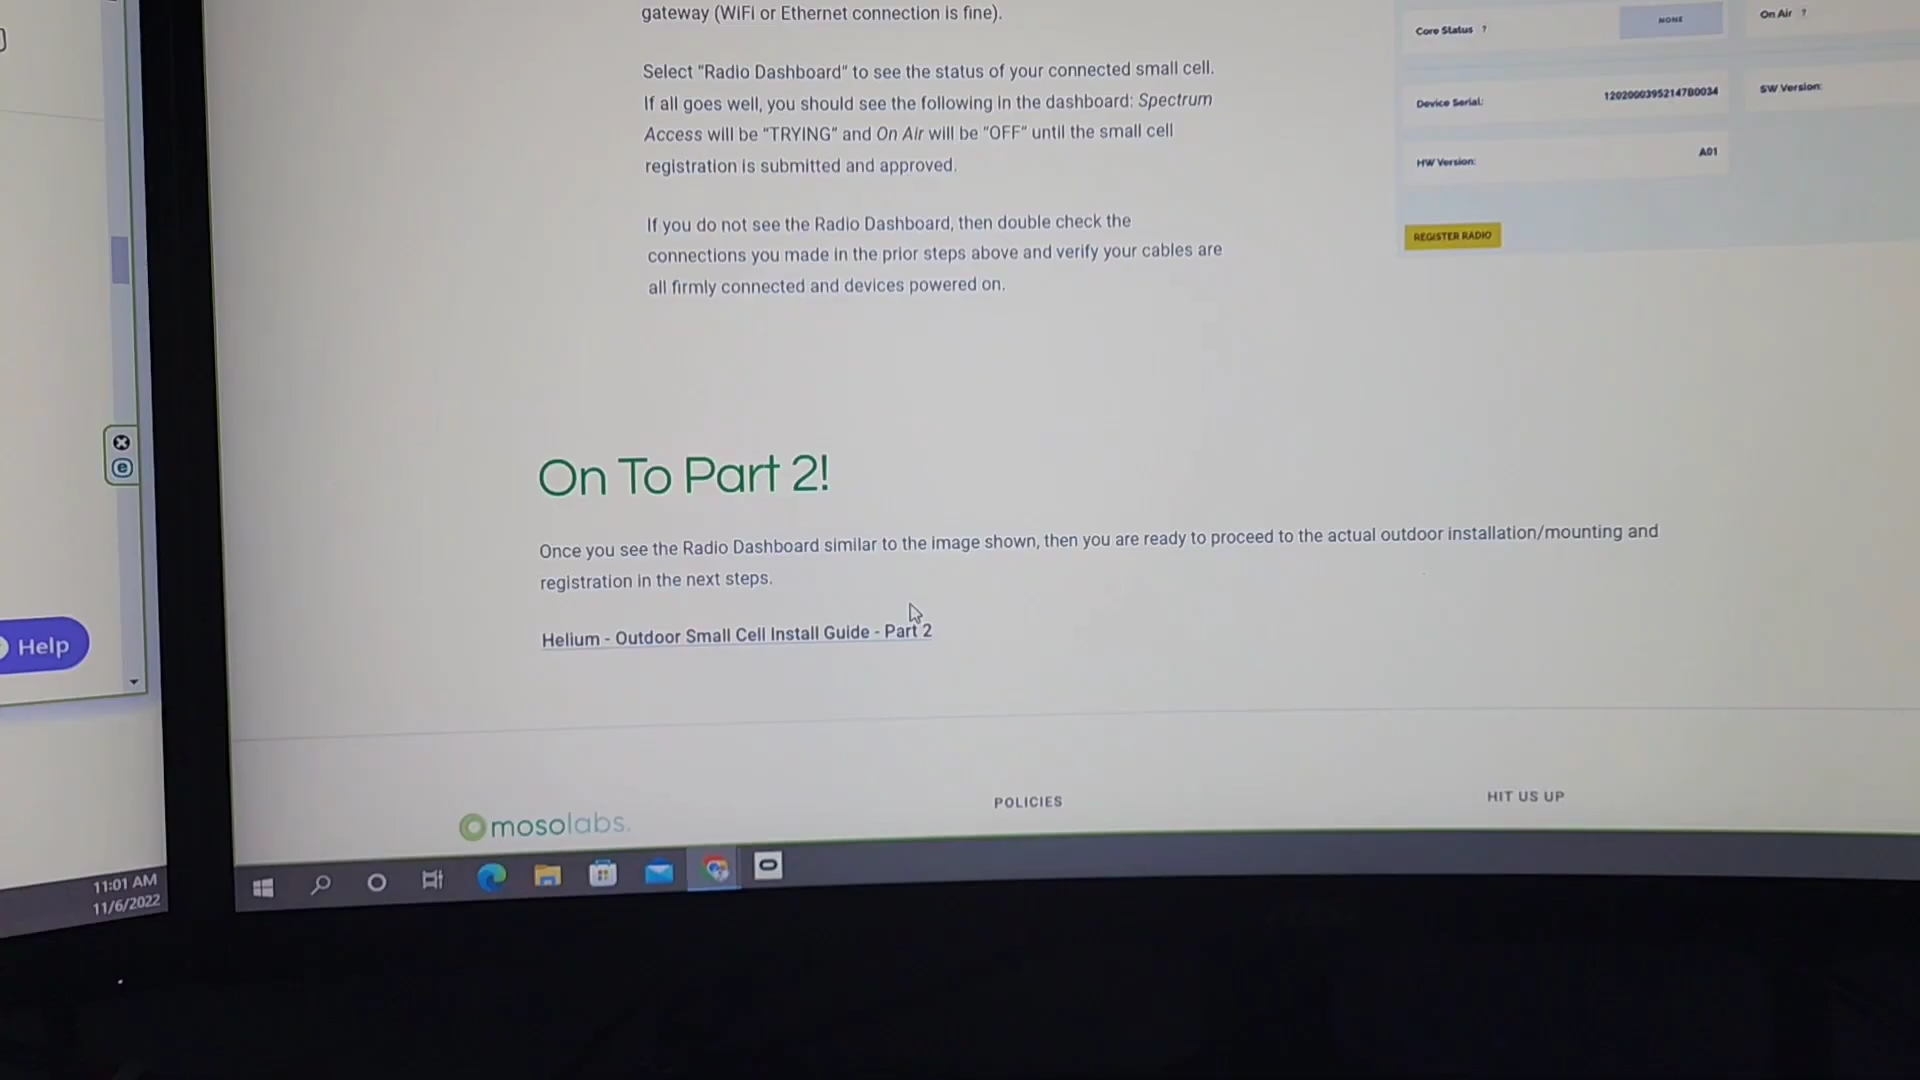 gateway (WiFi or Ethernet connection is fine).
Select "Radio Dashboard" to see the status of your connected small cell.
If all goes well, you should see the following in the dashboard: Spectrum
Access will be "TRYING" and On Air will be "OFF" until the small cell
registration is submitted and approved.
If you do not see the Radio Dashboard, then double check the
connections you made in the prior steps above and verify your cables are
all firmly connected and devices powered on.
Core Status ?
NONE
On Air ?
Device Serial:
1202000395214780034
SW Version:
HW Version:
A01
REGISTER RADIO
On To Part 2!
Once you see the Radio Dashboard similar to the image shown, then you are ready to proceed to the actual outdoor installation/mounting and
registration in the next steps.
Helium - Outdoor Small Cell Install Guide - Part 2
Help
mosolabs.
POLICIES
HIT US UP
11:01 AM
11/6/2022